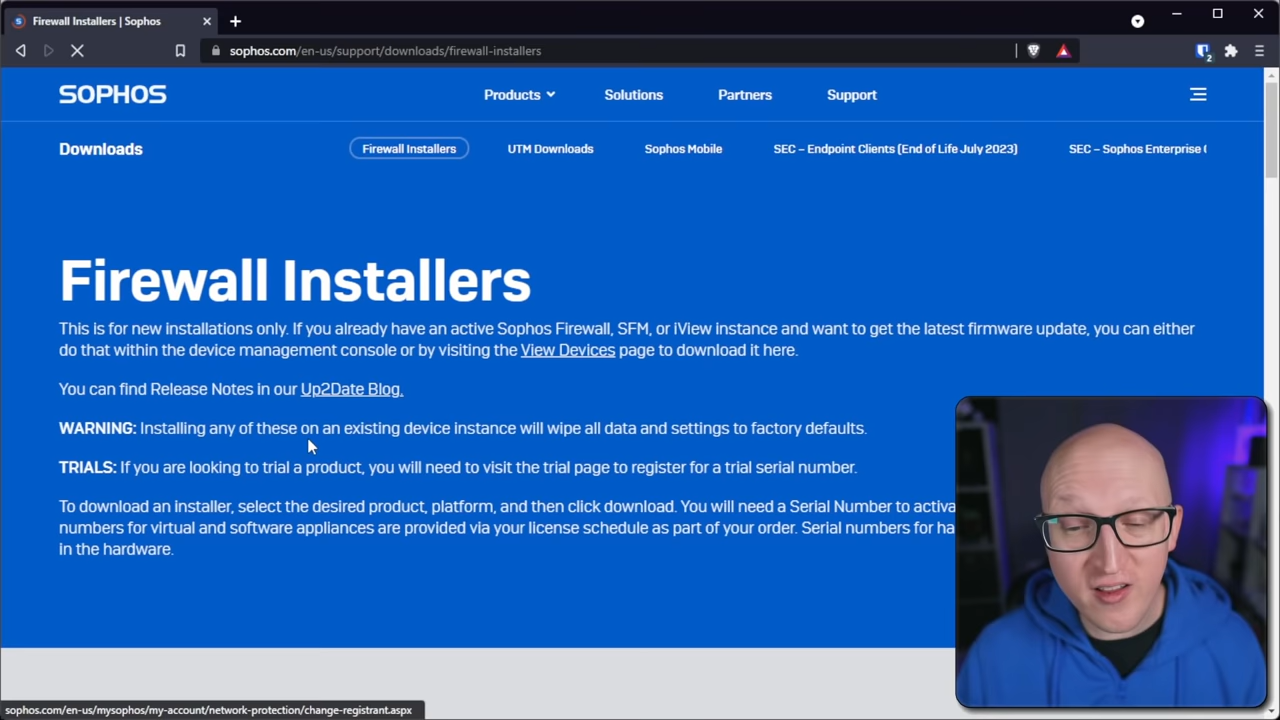 Firewall Installers | Sophos
sophos.com/en-us/support/downloads/firewall-installers
2
SOPHOS
Products
Solutions
Partners
Support
Downloads
Firewall Installers
UTM Downloads
Sophos Mobile
SEC – Endpoint Clients (End of Life July 2023)
SEC – Sophos Enterprise
Firewall Installers
This is for new installations only. If you already have an active Sophos Firewall, SFM, or iView instance and want to get the latest firmware update, you can either
do that within the device management console or by visiting the View Devices page to download it here.
You can find Release Notes in our Up2Date Blog.
WARNING: Installing any of these on an existing device instance will wipe all data and settings to factory defaults.
TRIALS: If you are looking to trial a product, you will need to visit the trial page to register for a trial serial number.
To download an installer, select the desired product, platform, and then click download. You will need a Serial Number to activa
numbers for virtual and software appliances are provided via your license schedule as part of your order. Serial numbers for ha
in the hardware.
sophos.com/en-us/mysophos/my-account/network-protection/change-registrant.aspx